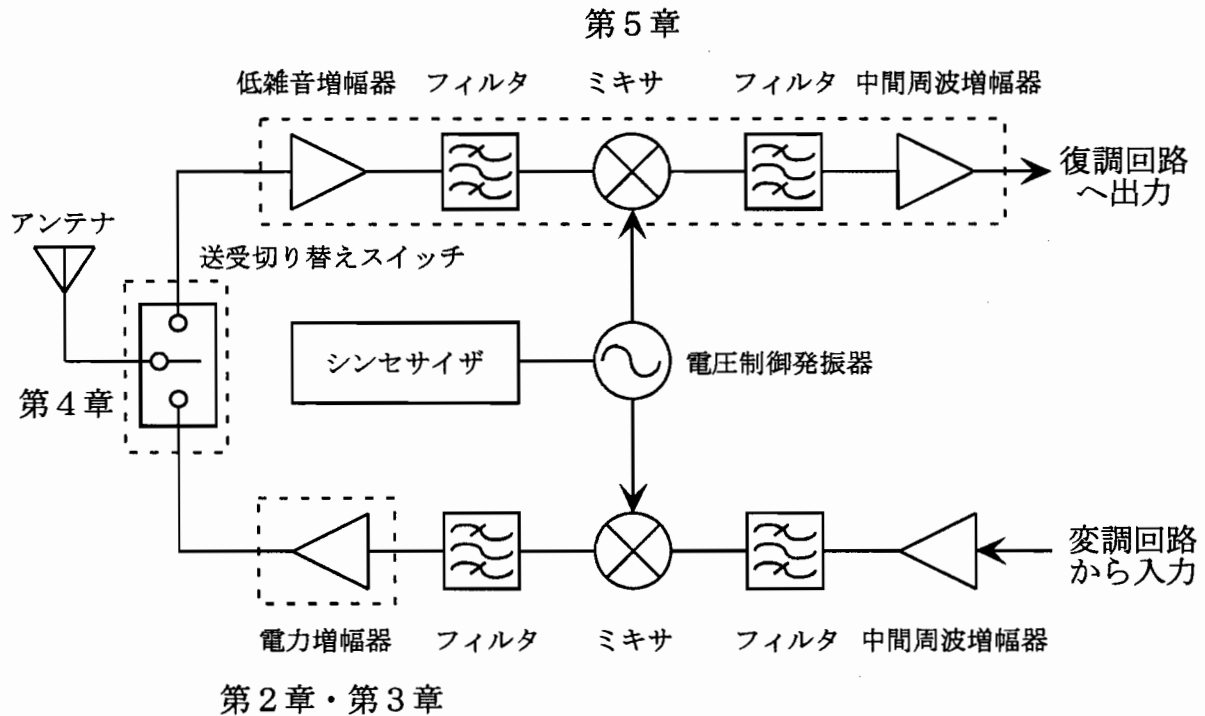 第5章
低雑音増幅器
フィルタ
ミキサ
フィルタ
中間周波増幅器
復調回路
へ出力
アンテナ
送受切り替えスイッチ
シンセサイザ
電圧制御発振器
第4章
変調回路
から入力
電力増幅器
フィルタ
ミキサ
フィルタ
中間周波増幅器
第2章・第3章